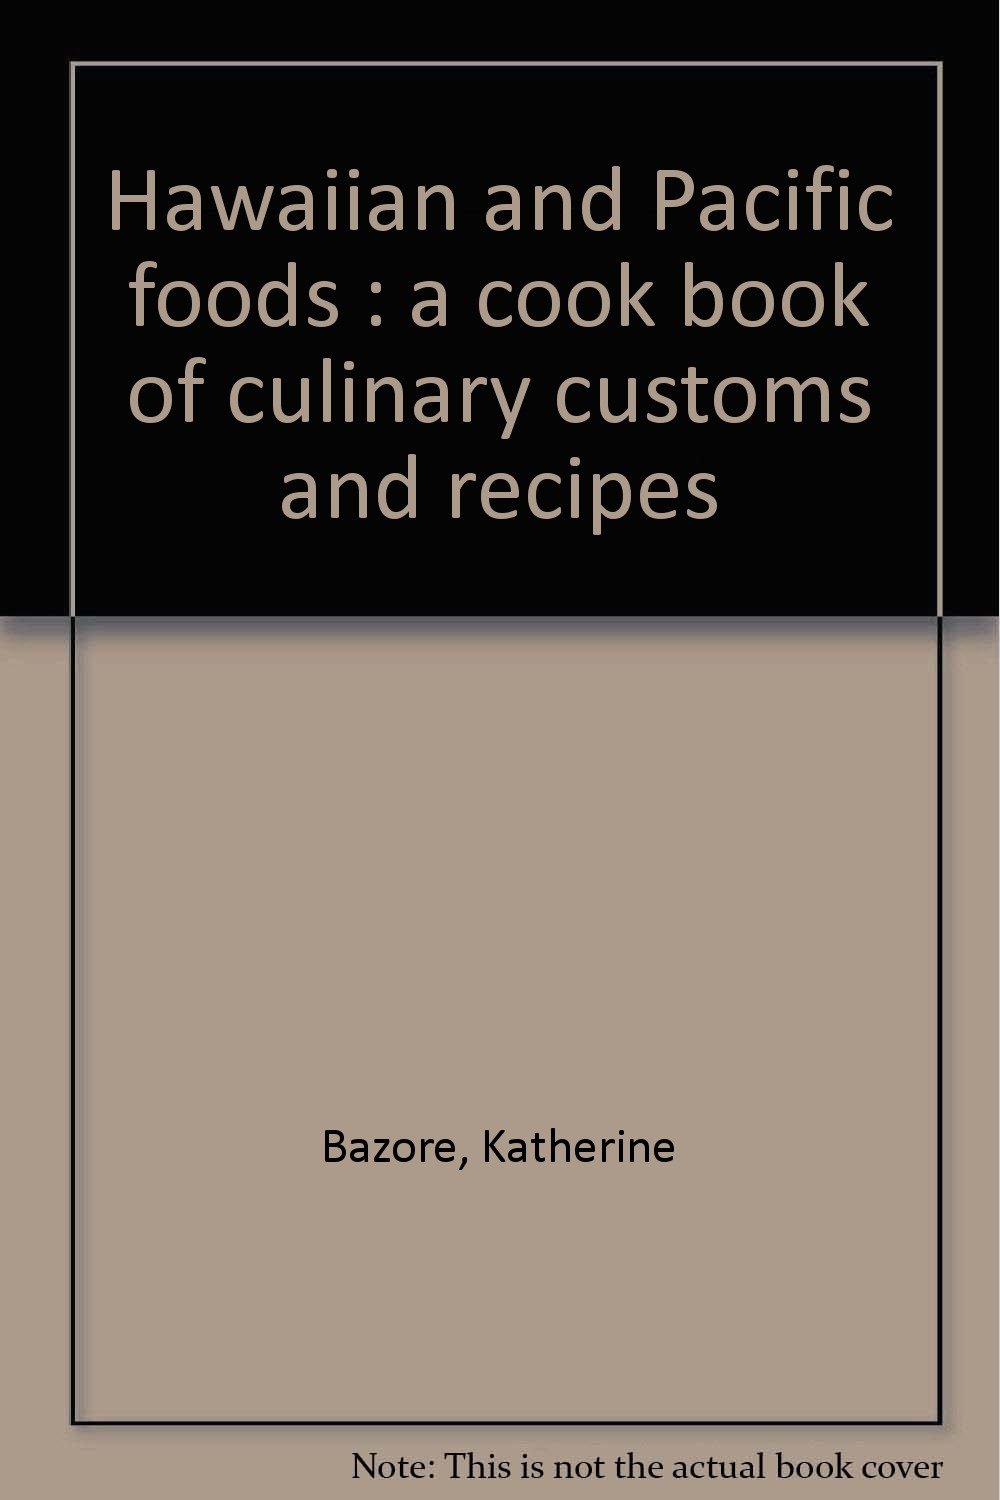 Hawaiian and Pacific
foods : a cook book
of culinary customs
and recipes
Bazore, Katherine
Note: This is not the actual book cover